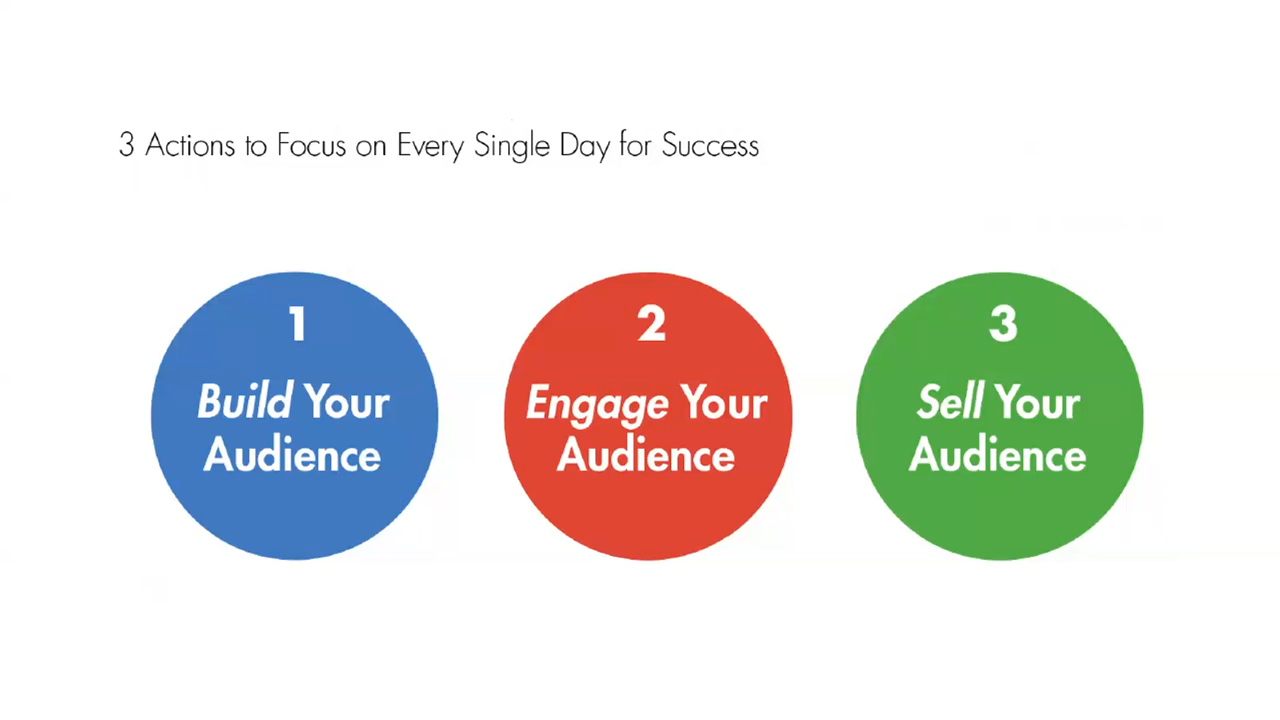 3 Actions to Focus on Every Single Day for Success
1
Build Your
Audience
2
Engage Your
Audience
3
Sell Your
Audience